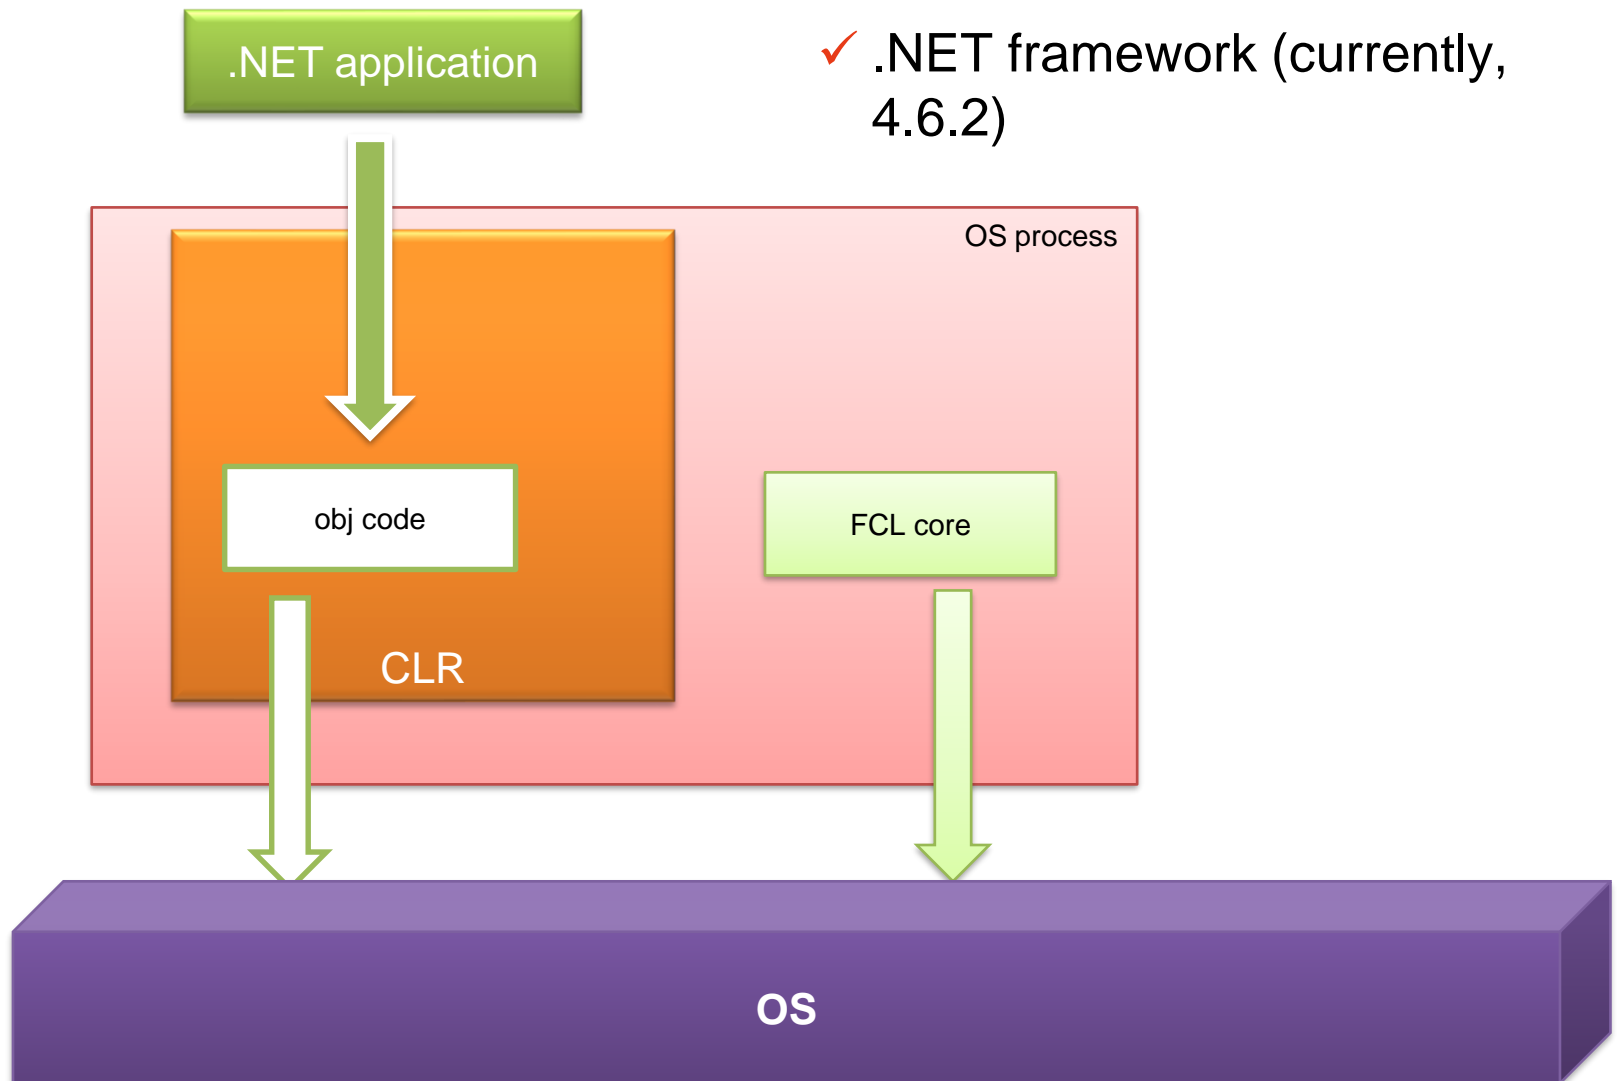 .NET application
.NET framework (currently,
4.6.2)
OS process
obj code
FCL core
CLR
OS